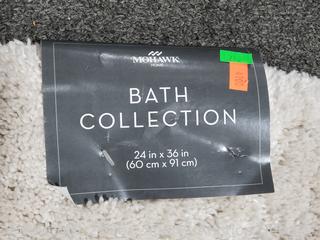 MOHAWK
HOME
BATH
COLLECTION
24 in x 36 in
(60 cm x 91 cm)